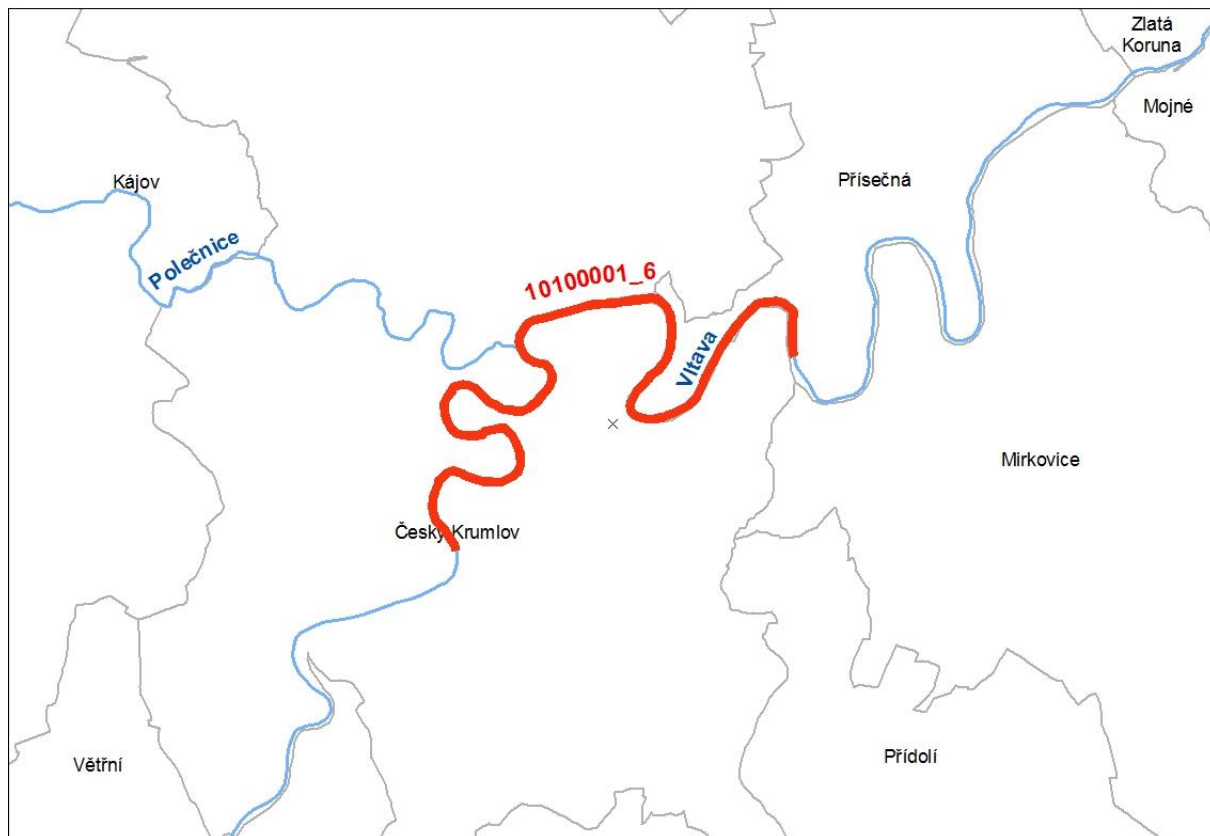 Zlatá
Koruna
Mojné
Kájov
Přísečná
Polečnice
10100001_6
Vltava
Mirkovice
Český Krumlov
Větřní
Přídolí